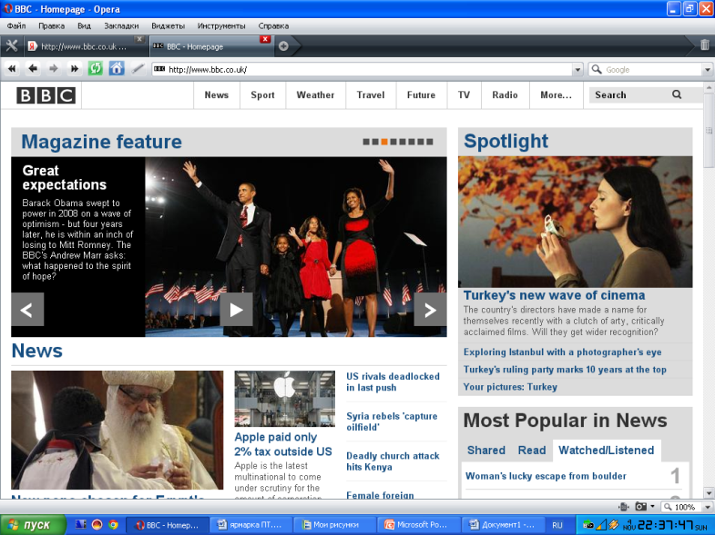 BBC - Homepage - Opera
Файл Правка Вид Закладки Виджеты Инструменты Справка
http://www.bbc.co.uk ... BBC - Homepage
http://www.bbc.co.uk/ Google
BBC News Sport Weather Travel Future TV Radio More... Search
Magazine feature
Great
expectations
Barack Obama swept to
power in 2008 on a wave of
optimism - but four years
later, he is within an inch of
losing to Mitt Romney. The
BBC's Andrew Marr asks:
what happened to the spirit
of hope?
Spotlight
Turkey's new wave of cinema
The country's directors have made a name for
themselves recently with a clutch of arty, critically
acclaimed films. Will they get wider recognition?
Exploring Istanbul with a photographer's eye
Turkey's ruling party marks 10 years at the top
Your pictures: Turkey
News
Apple paid only
2% tax outside US
Apple is the latest
multinational to come
under scrutiny for the
amount of corporation
US rivals deadlocked
in last push
Syria rebels 'capture
oilfield'
Deadly church attack
hits Kenya
Female foreign
New pope chosen for Egypt's
Most Popular in News
Shared Read Watched/Listened
Woman's lucky escape from boulder 1
100%
пуск BBC - Homep... ярмарка ПТ.... Мои рисунки Microsoft Po... Документ1 -... RU 4 NOV 22:37:47 SUN